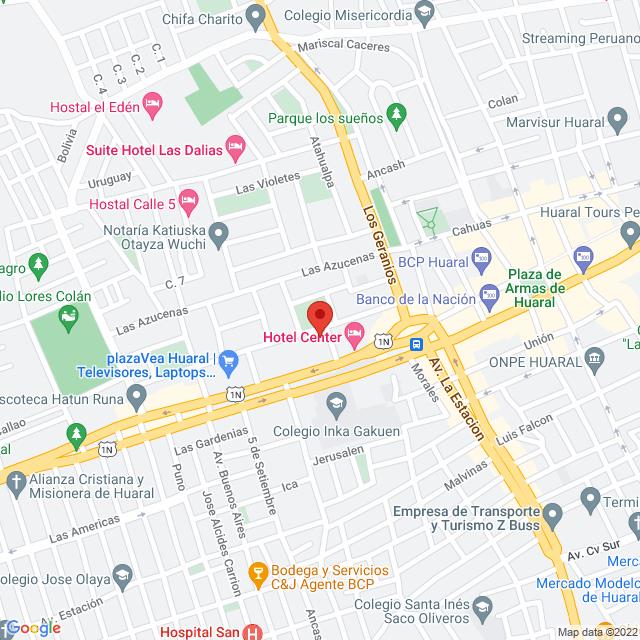 Chifa Charito
Colegio Misericordia
Streaming Peruano
Mariscal Caceres
C. 1
C. 2
C. 3
C. 4
Hostal el Edén
Colan
Parque los sueños
Marvisur Huaral
Bolivia
Suite Hotel Las Dalias
Atahualpa
Ancash
Uruguay
Las Violetes
Hostal Calle 5
Los Geranios
Huaral Tours Pe
Notaría Katiuska
Otayza Wuchi
Cahuas
Las Azucenas
BCP Huaral
agro
C. 7
Plaza de
Armas de
Huaral
dio Lores Colán
Banco de la Nación
Las Azucenas
Hotel Center
1N
Unión
"La
plazaVea Huaral |
Televisores, Laptops...
ONPE HUARAL
Av. La Estacion
Morales
1N
scoteca Hatun Runa
Callao
Colegio Inka Gakuen
Luis Falcon
al
1N
Las Gardenias
5 de Setiembre
Jerusalen
Malvinas
Puno
Av. Buenos Aires
Alianza Cristiana y
Misionera de Huaral
Ica
Jose Alcides Carrion
Termi
Las Americas
Empresa de Transporte
y Turismo Z Buss
Av. Cv Sur
Colegio Jose Olaya
Bodega y Servicios
C&J Agente BCP
Mercado Modelo
de Huaral
N. Estación
Ancas
Colegio Santa Inés
Saco Oliveros
Google
Hospital San
H
Map data ©2022